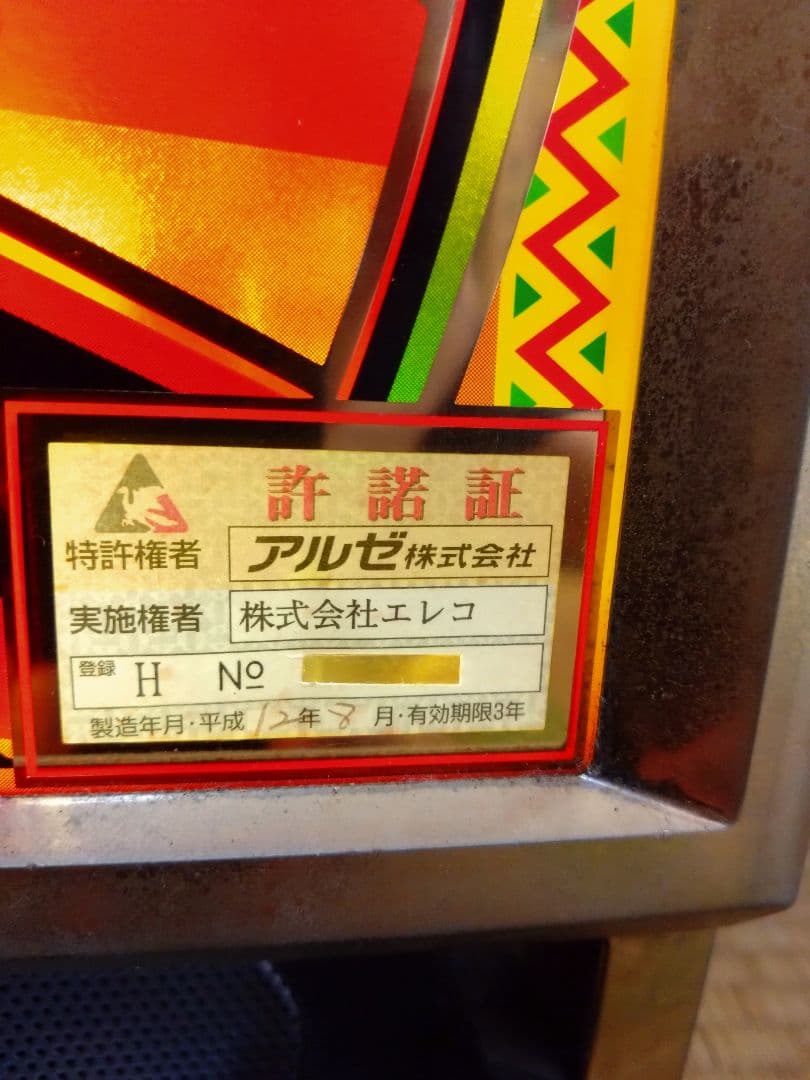 許諾証
特許権者 アルゼ株式会社
実施権者 株式会社エレコ
登録 H №
製造年月・平成12年8月・有効期限3年